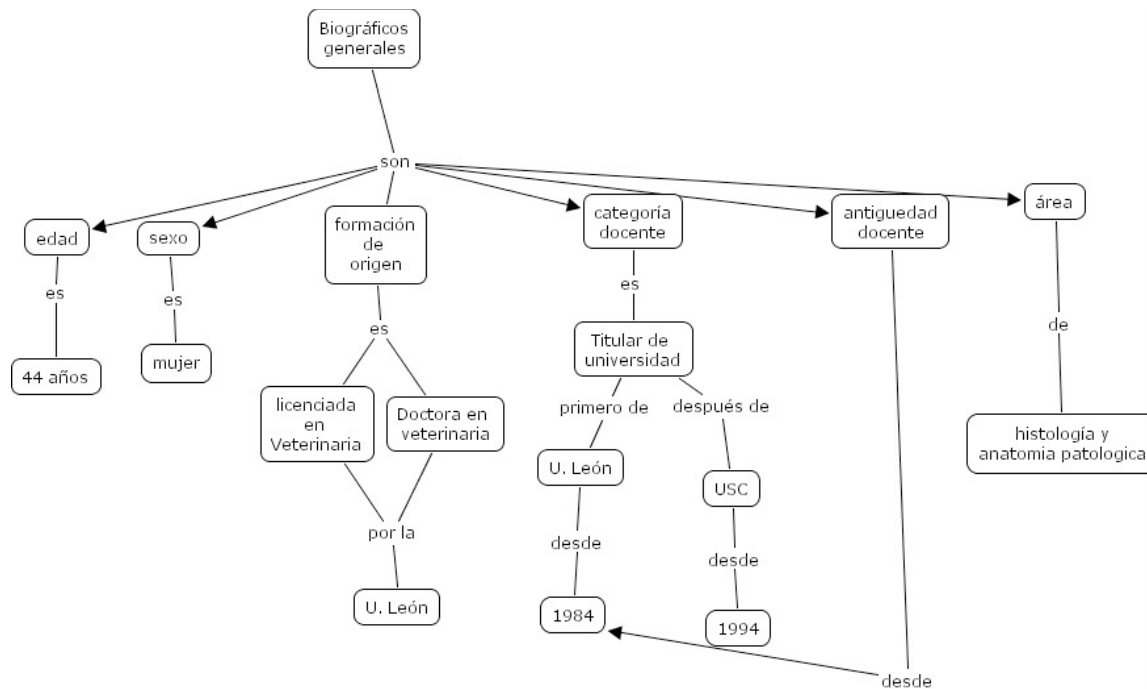 Biográficos
generales
son
edad
sexo
formación
de
origen
categoría
docente
antiguedad
docente
área
es
es
es
es
de
44 años
mujer
licenciada
en
Veterinaria
Doctora en
veterinaria
Titular de
universidad
primero de
después de
histología y
anatomia patologica
U. León
USC
por la
desde
desde
U. León
1984
1994
desde